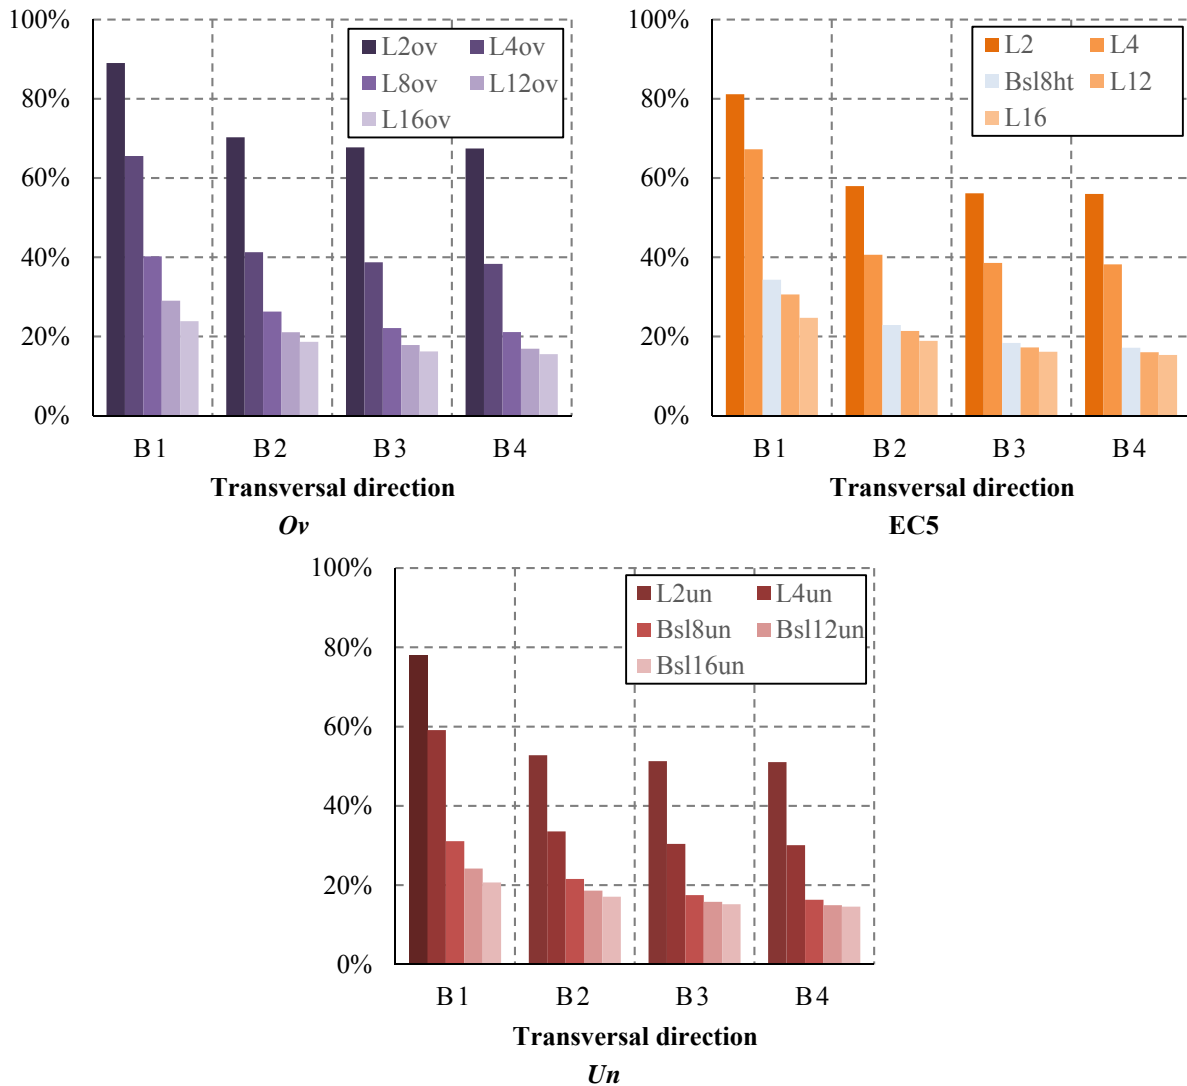 100%
80%
60%
40%
20%
0%
L2ov L4ov
L8ov L12ov
L16ov
B1 B2 B3 B4
Transversal direction
Ov
100%
80%
60%
40%
20%
0%
L2 L4
Bsl8ht L12
L16
B1 B2 B3 B4
Transversal direction
EC5
100%
80%
60%
40%
20%
0%
L2un L4un
Bsl8un Bsl12un
Bsl16un
B1 B2 B3 B4
Transversal direction
Un